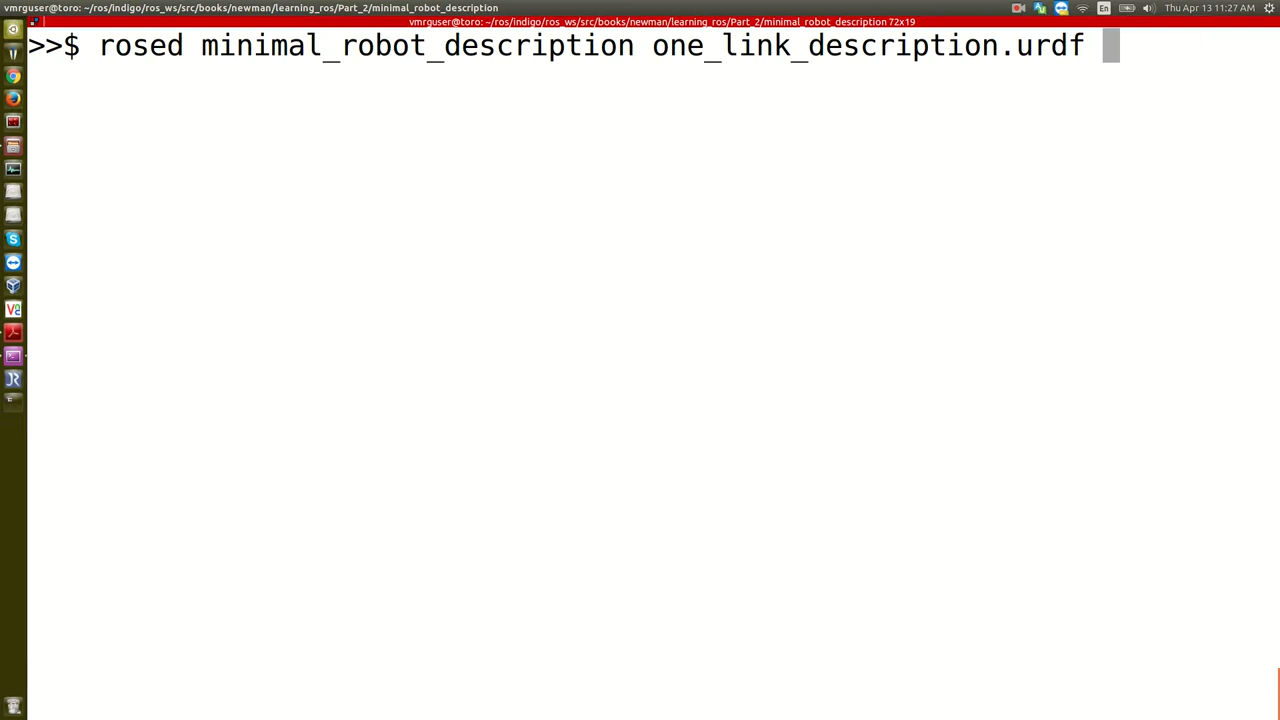 vmrguser@toro: ~/ros/indigo/ros_ws/src/books/newman/learning_ros/Part_2/minimal_robot_description
En
Thu Apr 13 11:27 AM
vmrguser@toro: ~/ros/indigo/ros_ws/src/books/newman/learning_ros/Part_2/minimal_robot_description 72x19
>>$ rosed minimal_robot_description one_link_description.urdf